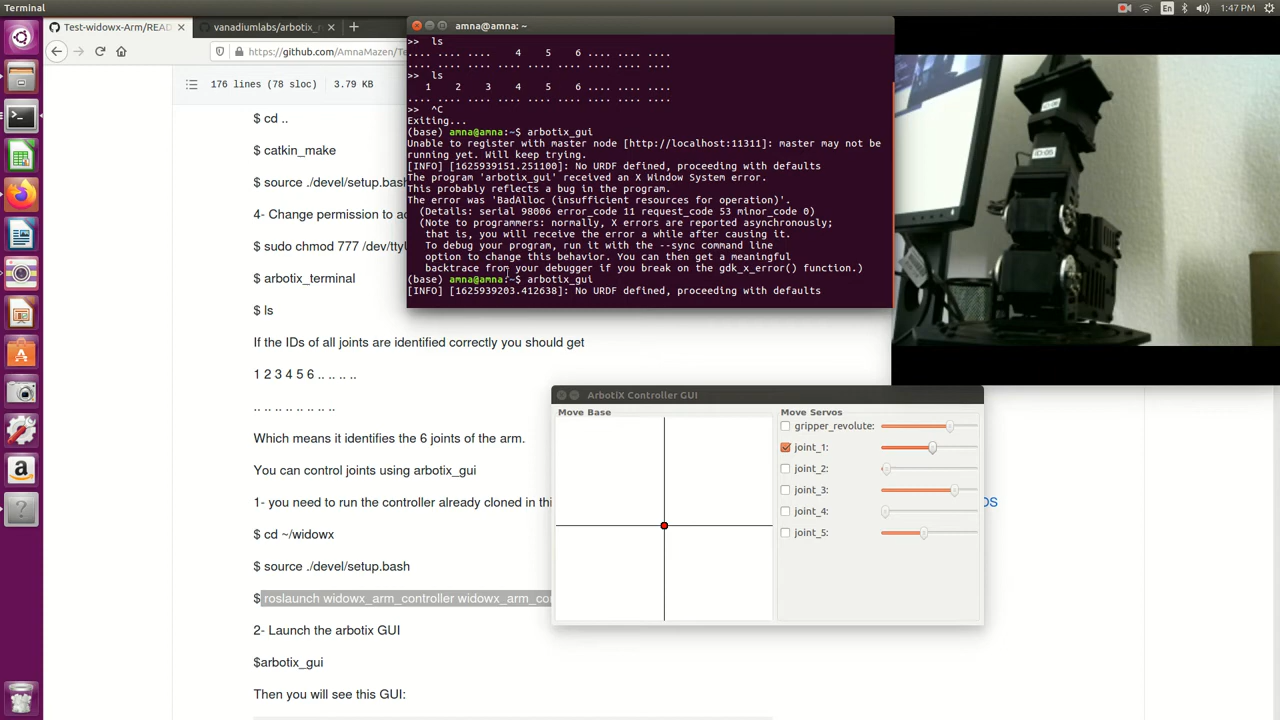 Terminal
En
1:47 PM
Test-widowx-Arm/READ
vanadiumlabs/arbotix_r
https://github.com/AmnaMazen/Te
amna@amna: ~
>> ls
.... .... .... 4 5 6 .... .... ....
.... .... .... .... .... .... .... .... ....
>> ls
1 2 3 4 5 6 .... .... ....
.... .... .... .... .... .... .... .... ....
>> ^C
Exiting...
(base) amna@amna:~$ arbotix_gui
Unable to register with master node [http://localhost:11311]: master may not be
running yet. Will keep trying.
[INFO] [1625939151.251100]: No URDF defined, proceeding with defaults
The program 'arbotix_gui' received an X Window System error.
This probably reflects a bug in the program.
The error was 'BadAlloc (insufficient resources for operation)'.
(Details: serial 98006 error_code 11 request_code 53 minor_code 0)
(Note to programmers: normally, X errors are reported asynchronously;
that is, you will receive the error a while after causing it.
To debug your program, run it with the --sync command line
option to change this behavior. You can then get a meaningful
backtrace from your debugger if you break on the gdk_x_error() function.)
(base) amna@amna:~$ arbotix_gui
[INFO] [1625939203.412638]: No URDF defined, proceeding with defaults
176 lines (78 sloc)
3.79 KB
$ cd ..
$ catkin_make
$ source ./devel/setup.bash
4- Change permission to ac
$ sudo chmod 777 /dev/ttyU
$ arbotix_terminal
$ ls
If the IDs of all joints are identified correctly you should get
1 2 3 4 5 6 .. .. .. ..
.. .. .. .. .. .. .. ..
Which means it identifies the 6 joints of the arm.
You can control joints using arbotix_gui
1- you need to run the controller already cloned in thi
OS
$ cd ~/widowx
$ source ./devel/setup.bash
$ roslaunch widowx_arm_controller widowx_arm_co
2- Launch the arbotix GUI
$arbotix_gui
Then you will see this GUI:
ArbotiX Controller GUI
Move Base
Move Servos
gripper_revolute:
joint_1:
joint_2:
joint_3:
joint_4:
joint_5: